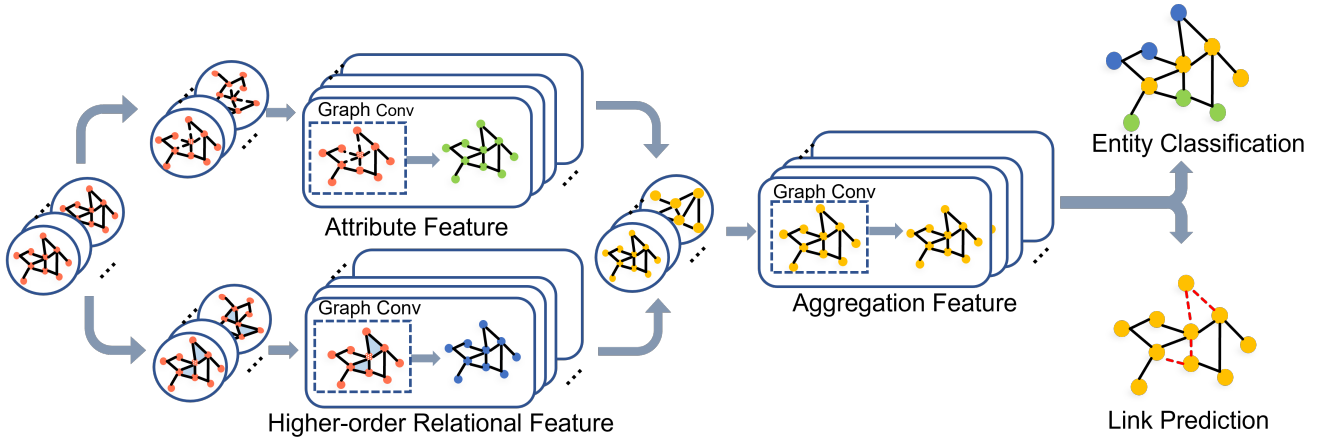 Graph Conv
Attribute Feature
Graph Conv
Higher-order Relational Feature
Graph Conv
Aggregation Feature
Entity Classification
Link Prediction